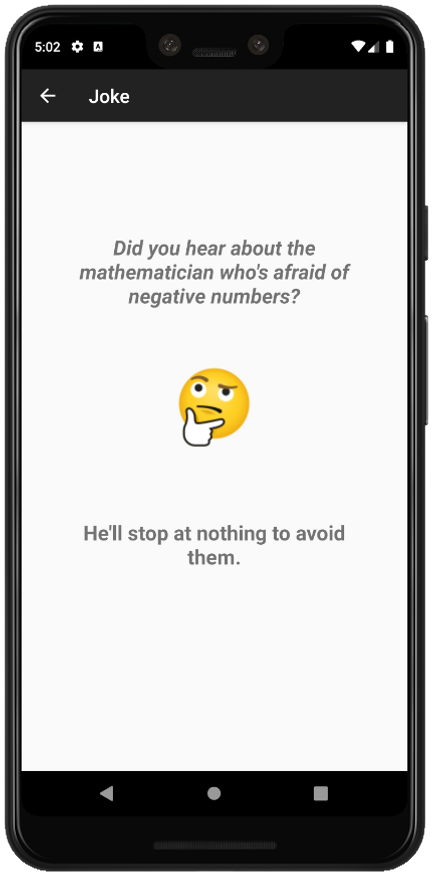 5:02
Joke
Did you hear about the
mathematician who's afraid of
negative numbers?
He'll stop at nothing to avoid
them.